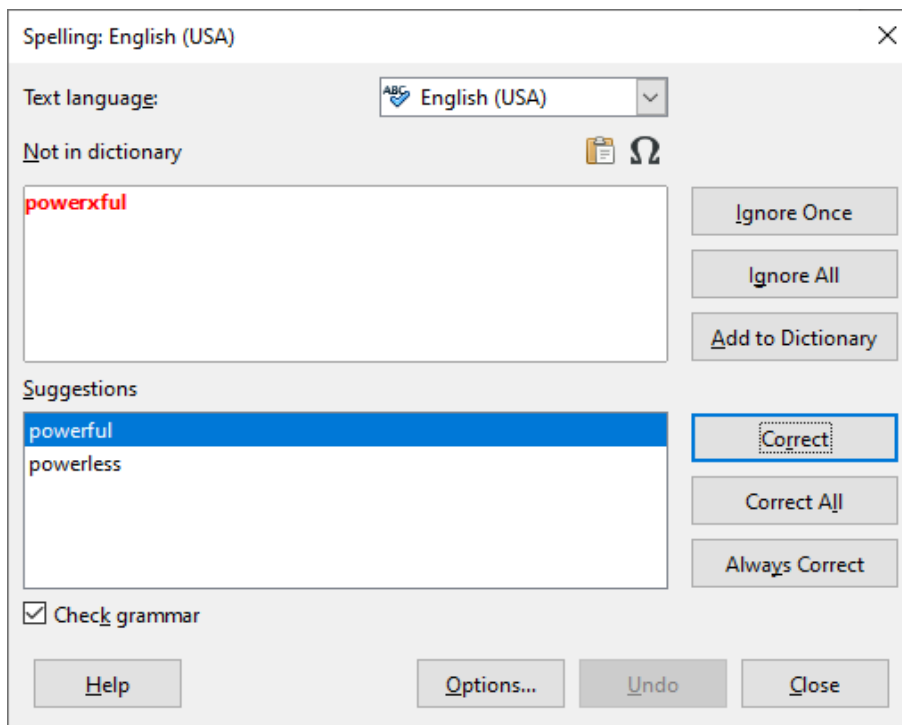 Spelling: English (USA)
Text language:
ABC
English (USA)
Not in dictionary
Ω
powerxful
Ignore Once
Ignore All
Add to Dictionary
Suggestions
powerful
powerless
Correct
Correct All
Always Correct
Check grammar
Help
Options...
Undo
Close